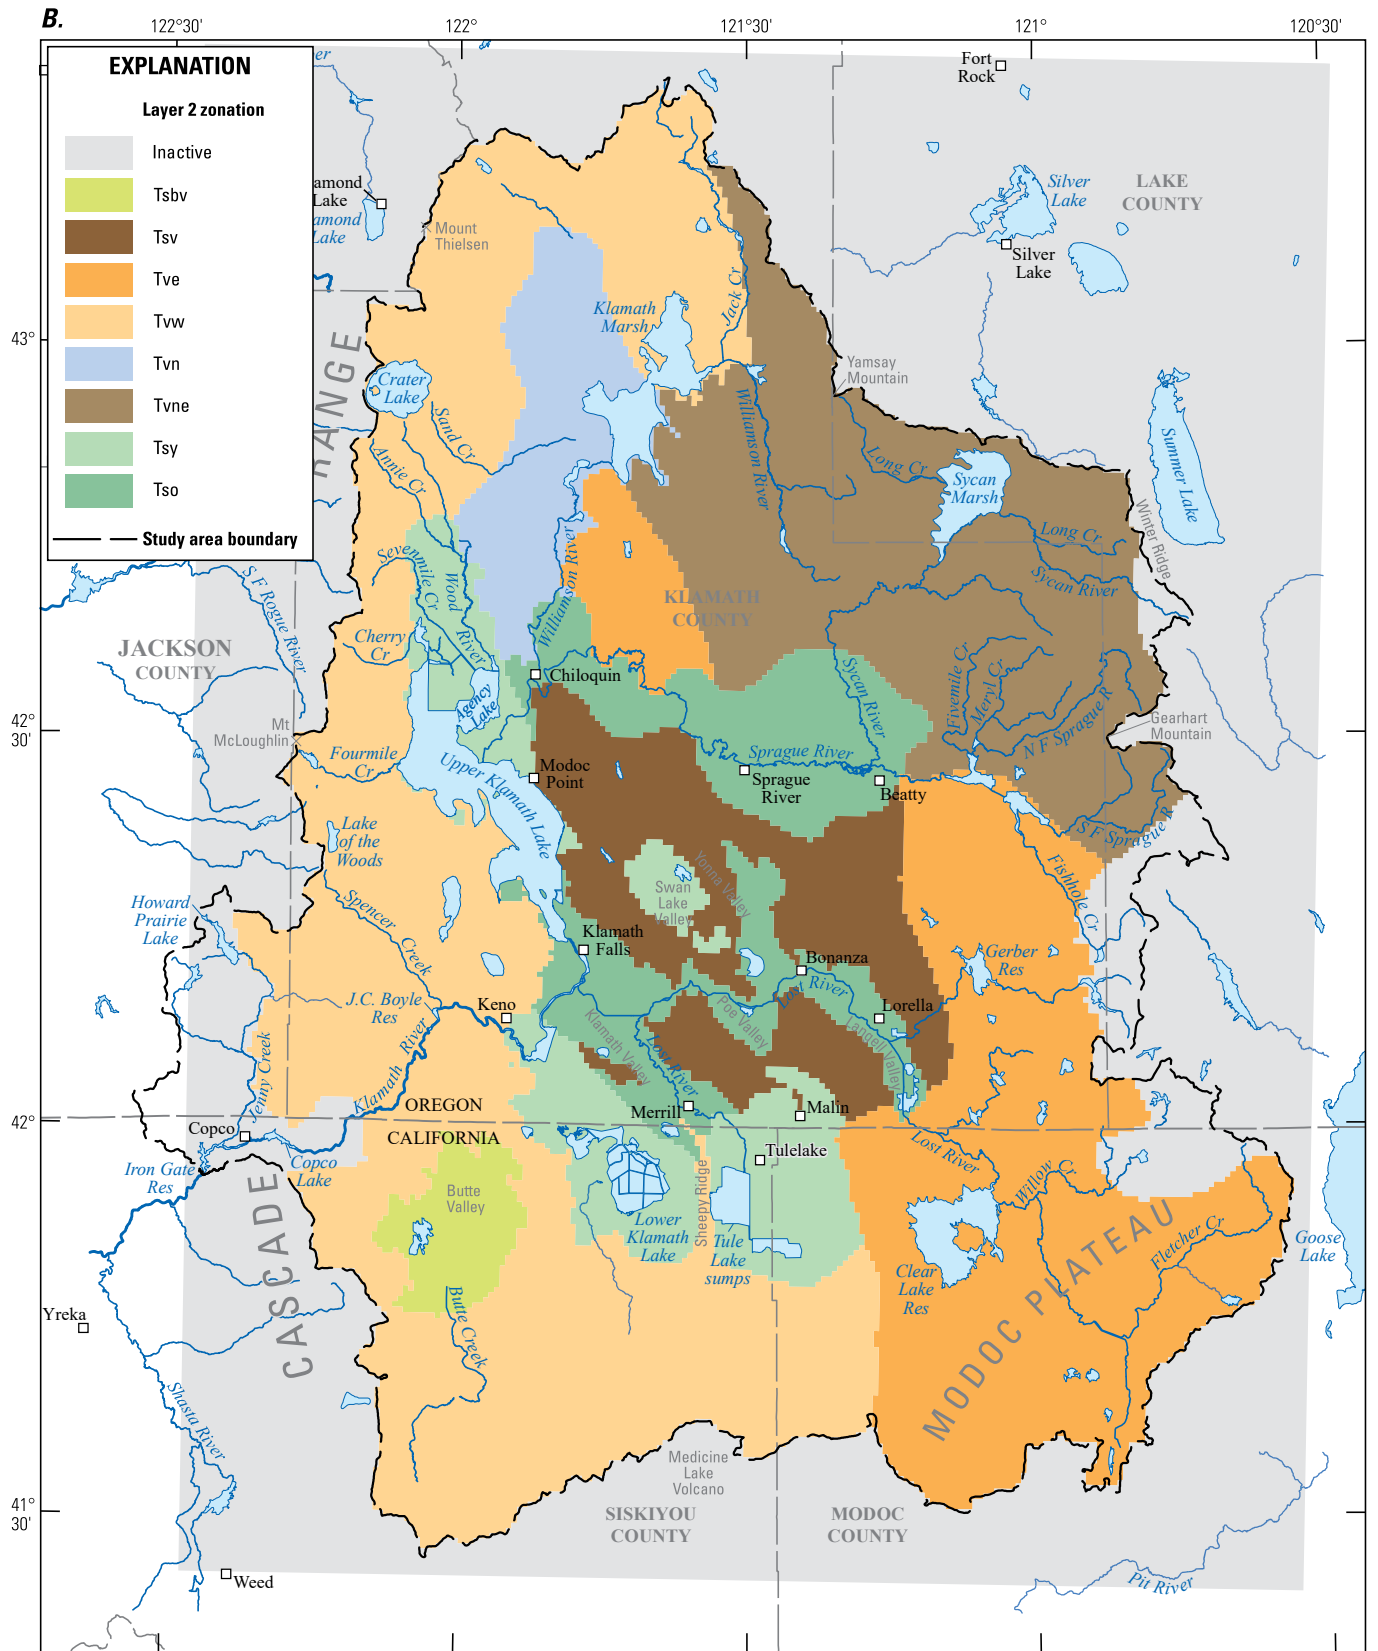 B.
122°30'
122°
121°30'
121°
120°30'
EXPLANATION
Layer 2 zonation
Inactive
Tsbv
Tsv
Tve
Tvw
Tvn
Tvne
Tsy
Tso
Study area boundary
er
amond
Lake
amond
Lake
Mount
Thielsen
Fort
Rock
Silver
Lake
LAKE
COUNTY
Silver
Lake
43°
Klamath
Marsh
Jack Cr
Yamsay
Mountain
RANGE
Crater
Lake
Sand Cr
Annie Cr
Williamson River
Long Cr
Sycan
Marsh
Summer Lake
Winter Ridge
Long Cr
Sycan River
Sevenmile Cr
Wood
River
Williamson River
KLAMATH
COUNTY
S F Rogue River
JACKSON
COUNTY
Cherry
Cr
Chiloquin
Agency
Lake
Sycan River
Fivemile Cr
Meryl Cr
N F Sprague R
Gearhart
Mountain
42°
30'
Mt
McLoughlin
Fourmile
Cr
Upper Klamath Lake
Modoc
Point
Sprague River
Sprague
River
Beatty
S F Sprague R
Lake
of the
Woods
Fishhole Cr
Yonna Valley
Swan
Lake
Valley
Howard
Prairie
Lake
Spencer
Creek
Klamath
Falls
Bonanza
Gerber
Res
J.C. Boyle
Res
Keno
Lost River
Lorella
Poe Valley
Langell Valley
Klamath Valley
Lost River
Jenny Creek
Klamath
River
42°
OREGON
CALIFORNIA
Merrill
Malin
Copco
Tulelake
Lost River
Iron Gate
Res
Copco
Lake
Willow
Cr
Butte
Valley
Sheepy Ridge
Lower
Klamath
Lake
Tule
Lake
sumps
Clear
Lake
Res
Fletcher Cr
Goose
Lake
MODOC PLATEAU
CASCADE
Yreka
Butte Creek
Shasta River
Medicine
Lake
Volcano
41°
30'
SISKIYOU
COUNTY
MODOC
COUNTY
Weed
Pit River